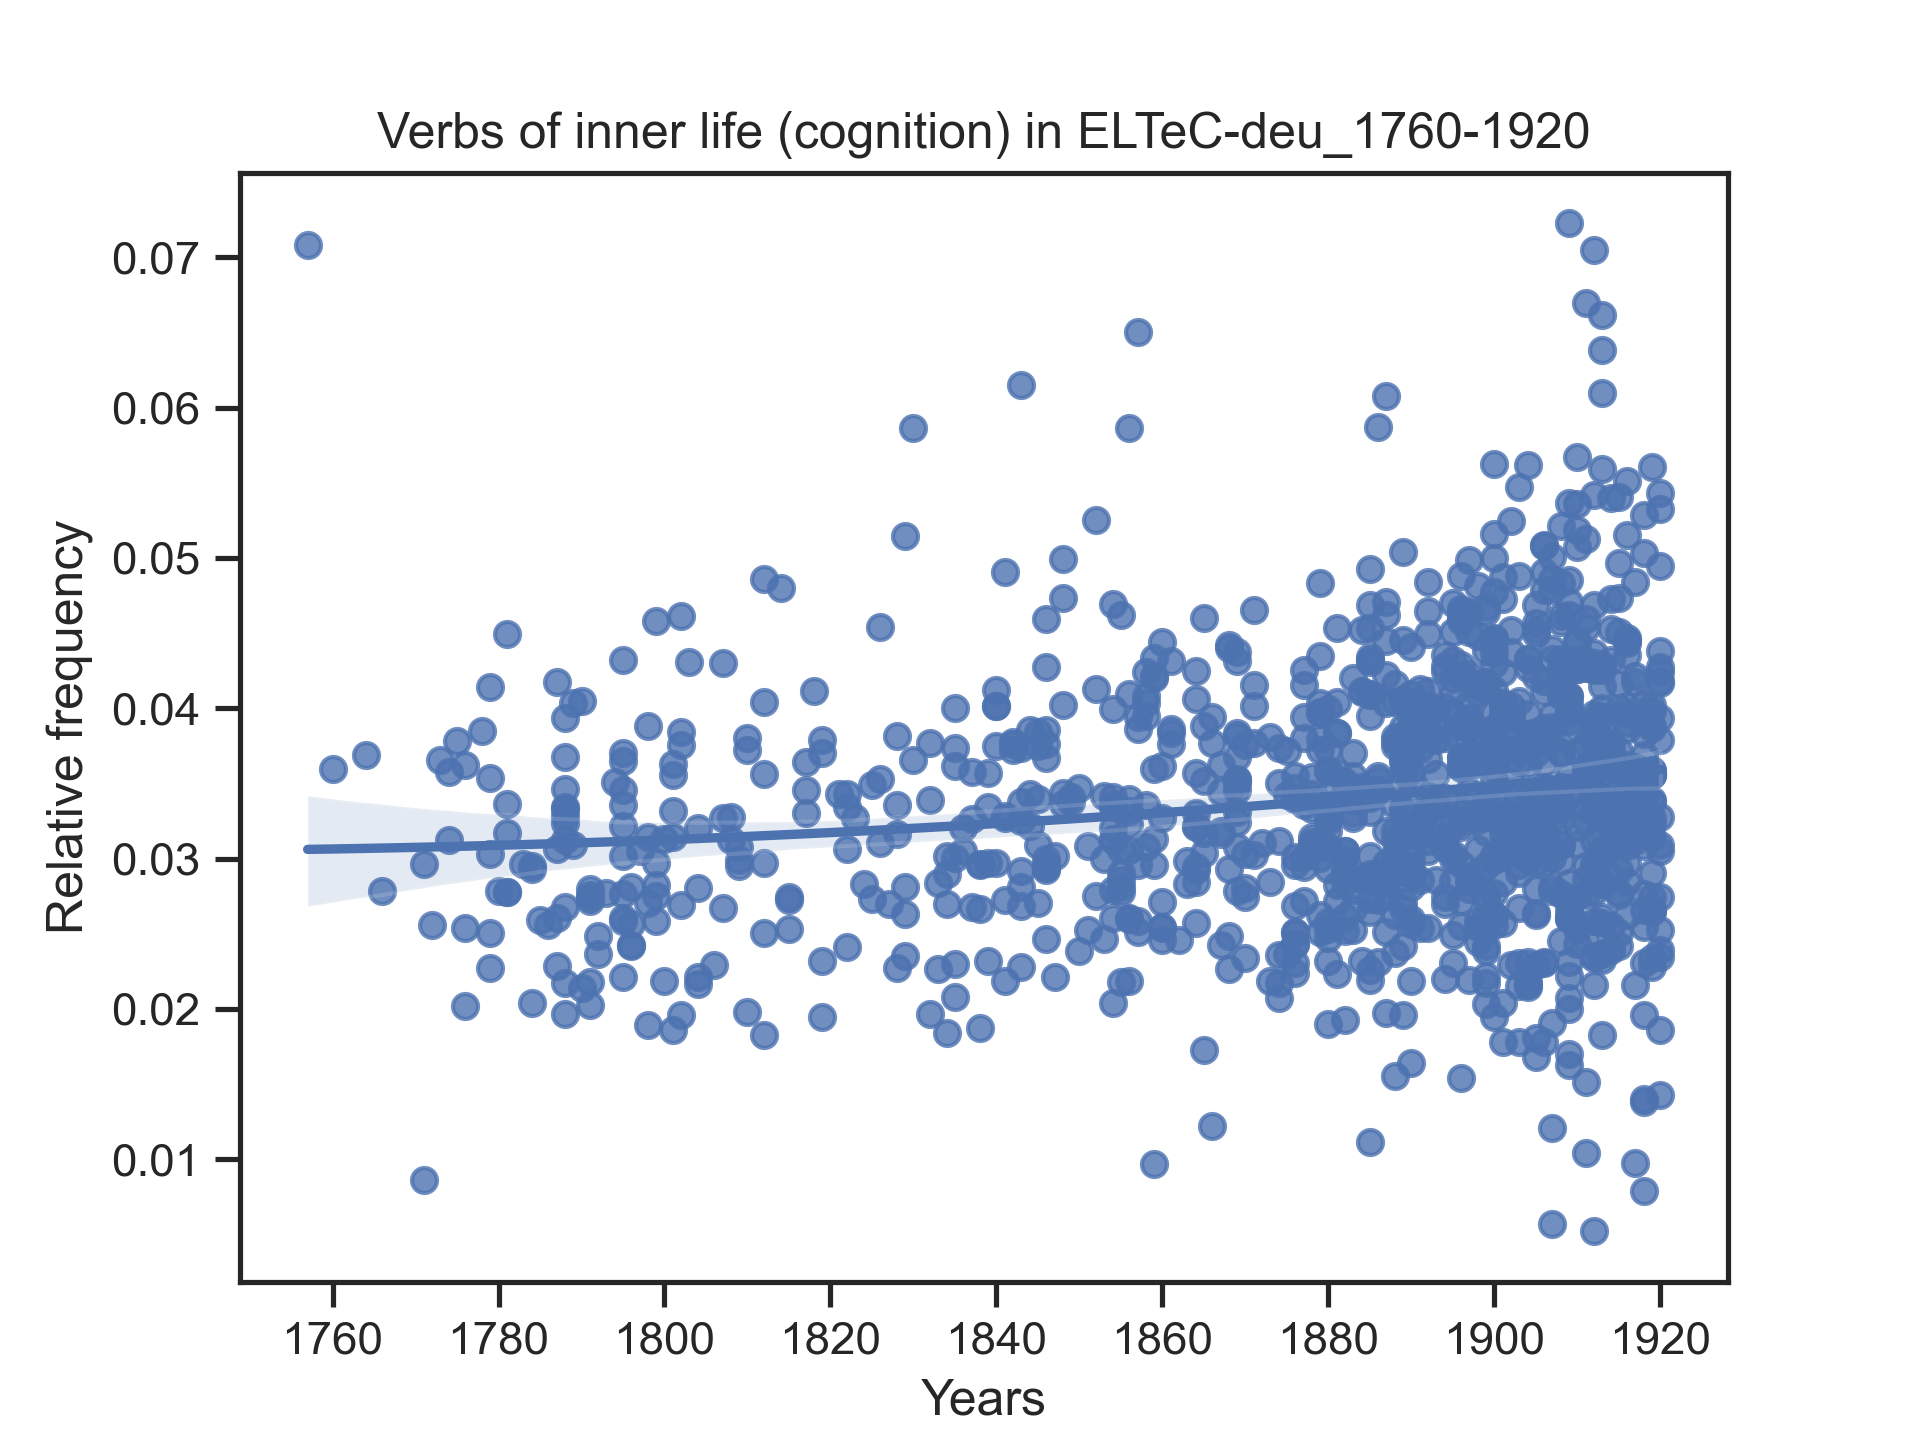 Verbs of inner life (cognition) in ELTeC-deu_1760-1920
0.07
0.06
0.05
0.04
0.03
0.02
0.01
Relative frequency
1760 1780 1800 1820 1840 1860 1880 1900 1920
Years